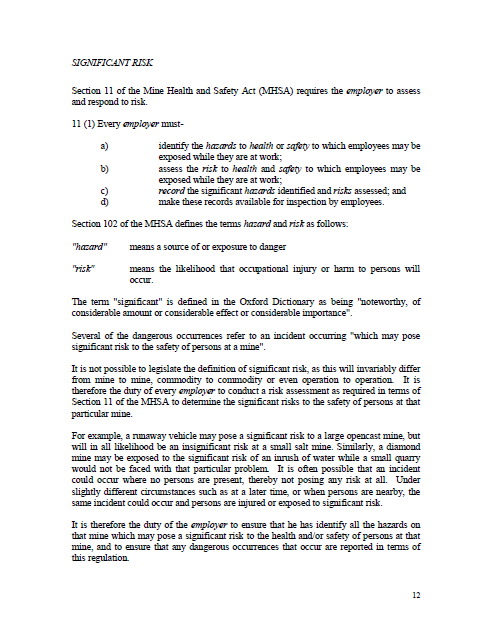 SIGNIFICANT RISK
Section 11 of the Mine Health and Safety Act (MHSA) requires the employer to assess
and respond to risk.
11 (1) Every employer must-
a) identify the hazards to health or safety to which employees may be
exposed while they are at work;
b) assess the risk to health and safety to which employees may be
exposed while they are at work;
c) record the significant hazards identified and risks assessed; and
d) make these records available for inspection by employees.
Section 102 of the MHSA defines the terms hazard and risk as follows:
"hazard" means a source of or exposure to danger
"risk" means the likelihood that occupational injury or harm to persons will
occur.
The term "significant" is defined in the Oxford Dictionary as being "noteworthy, of
considerable amount or considerable effect or considerable importance".
Several of the dangerous occurrences refer to an incident occurring "which may pose
significant risk to the safety of persons at a mine".
It is not possible to legislate the definition of significant risk, as this will invariably differ
from mine to mine, commodity to commodity or even operation to operation. It is
therefore the duty of every employer to conduct a risk assessment as required in terms of
Section 11 of the MHSA to determine the significant risks to the safety of persons at that
particular mine.
For example, a runaway vehicle may pose a significant risk to a large opencast mine, but
will in all likelihood be an insignificant risk at a small salt mine. Similarly, a diamond
mine may be exposed to the significant risk of an inrush of water while a small quarry
would not be faced with that particular problem. It is often possible that an incident
could occur where no persons are present, thereby not posing any risk at all. Under
slightly different circumstances such as at a later time, or when persons are nearby, the
same incident could occur and persons are injured or exposed to significant risk.
It is therefore the duty of the employer to ensure that he has identify all the hazards on
that mine which may pose a significant risk to the health and/or safety of persons at that
mine, and to ensure that any dangerous occurrences that occur are reported in terms of
this regulation.
12